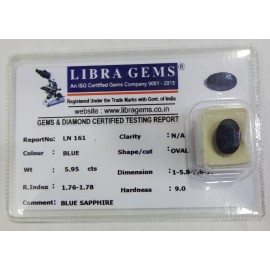 LIBRA GEMS®
An ISO Certified Gems Company 9001 - 2015
Registered Under the Trade Marks with Govt. of India
website : www.libragems.co.in
GEMS & DIAMOND CERTIFIED TESTING REPORT
ReportNo: LN 161 Clarity N/A
Colour BLUE Shape/cut OVAL
Wt 5.95 cts Dimension
R.Index 1.76-1.78 Hardness 9.0
Comment BLUE SAPPHIRE